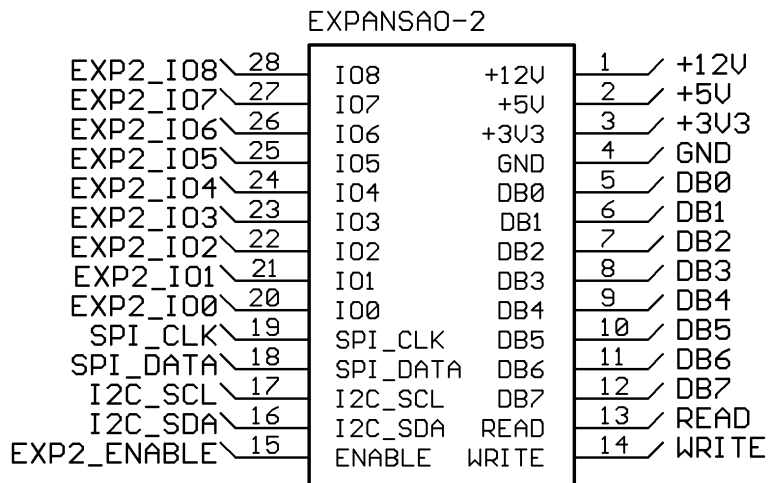 EXPANSAO-2
EXP2_IO8 28 IO8 +12V 1 +12V
EXP2_IO7 27 IO7 +5V 2 +5V
EXP2_IO6 26 IO6 +3V3 3 +3V3
EXP2_IO5 25 IO5 GND 4 GND
EXP2_IO4 24 IO4 DB0 5 DB0
EXP2_IO3 23 IO3 DB1 6 DB1
EXP2_IO2 22 IO2 DB2 7 DB2
EXP2_IO1 21 IO1 DB3 8 DB3
EXP2_IO0 20 IO0 DB4 9 DB4
SPI_CLK 19 SPI_CLK DB5 10 DB5
SPI_DATA 18 SPI_DATA DB6 11 DB6
I2C_SCL 17 I2C_SCL DB7 12 DB7
I2C_SDA 16 I2C_SDA READ 13 READ
EXP2_ENABLE 15 ENABLE WRITE 14 WRITE